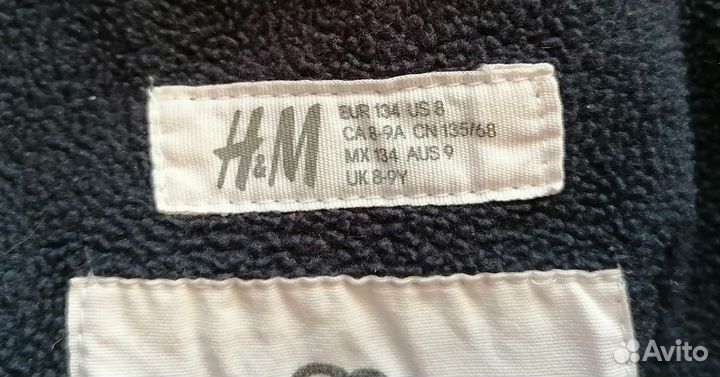 H&M
EUR 134 US 8
CA 8-9A CN 135/68
MX 134 AUS 9
UK 8-9Y
Avito